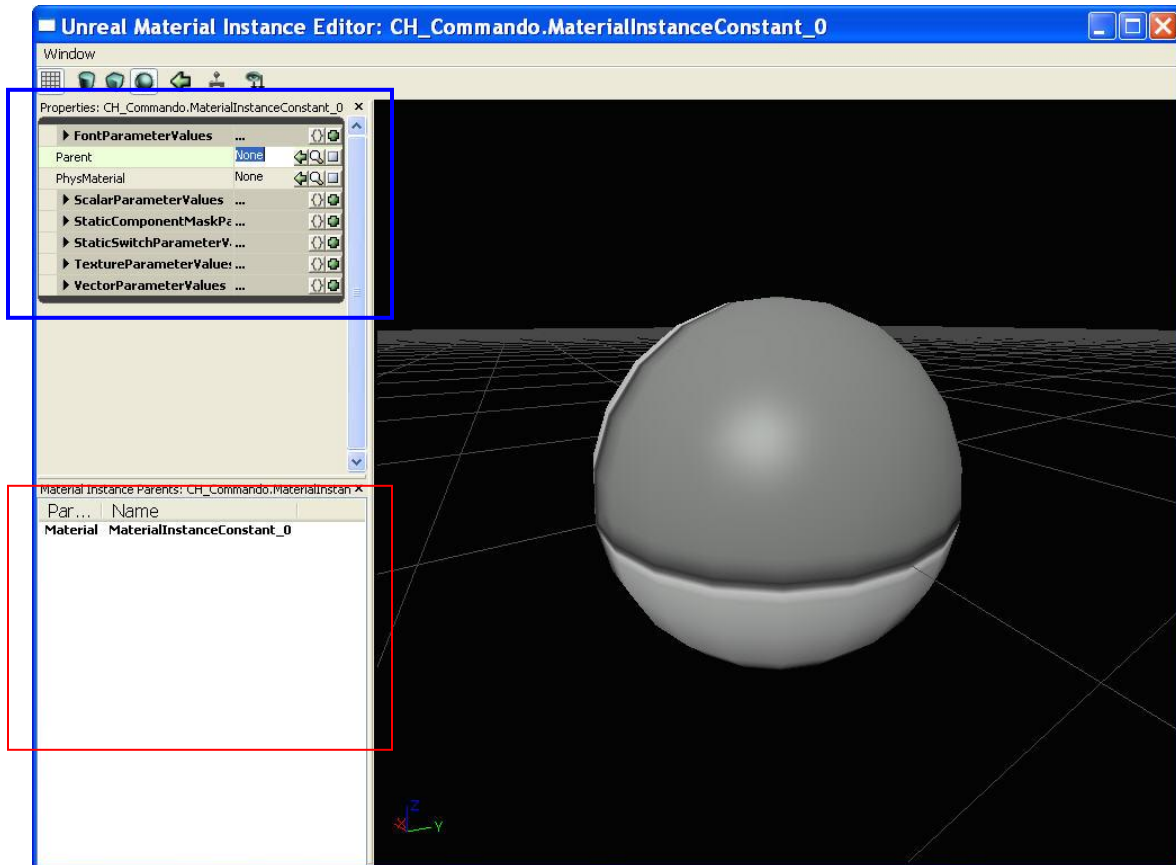 Unreal Material Instance Editor: CH_Commando.MaterialInstanceConstant_0
Window
Properties: CH_Commando.MaterialInstanceConstant_0
FontParameterValues ...
Parent None
PhysMaterial None
ScalarParameterValues ...
StaticComponentMaskPa ...
StaticSwitchParameterV. ...
TextureParameterValues ...
VectorParameterValues ...
Material Instance Parents: CH_Commando.MaterialInstan
Par... Name
Material MaterialInstanceConstant_0
Z
X Y